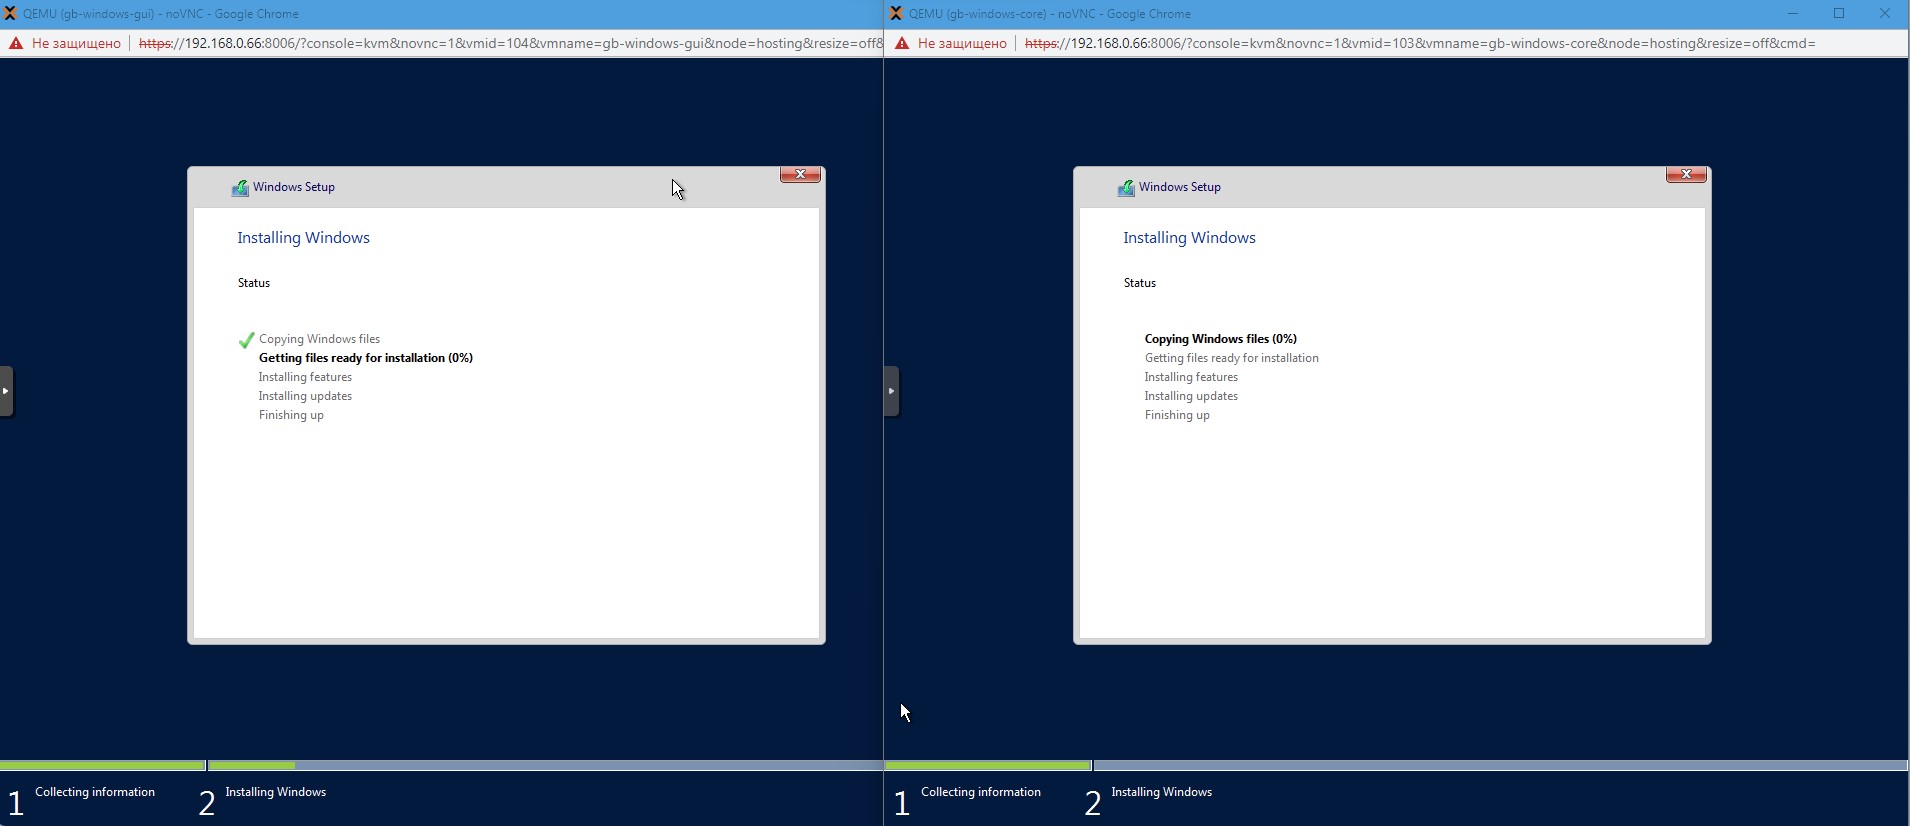 QEMU (gb-windows-gui) - noVNC - Google Chrome
Не защищено https://192.168.0.66:8006/?console=kvm&novnc=1&vmid=104&vmname=gb-windows-gui&node=hosting&resize=off&
Windows Setup
Installing Windows
Status
Copying Windows files
Getting files ready for installation (0%)
Installing features
Installing updates
Finishing up
1 Collecting information
2 Installing Windows
QEMU (gb-windows-core) - noVNC - Google Chrome
Не защищено https://192.168.0.66:8006/?console=kvm&novnc=1&vmid=103&vmname=gb-windows-core&node=hosting&resize=off&cmd=
Windows Setup
Installing Windows
Status
Copying Windows files (0%)
Getting files ready for installation
Installing features
Installing updates
Finishing up
1 Collecting information
2 Installing Windows